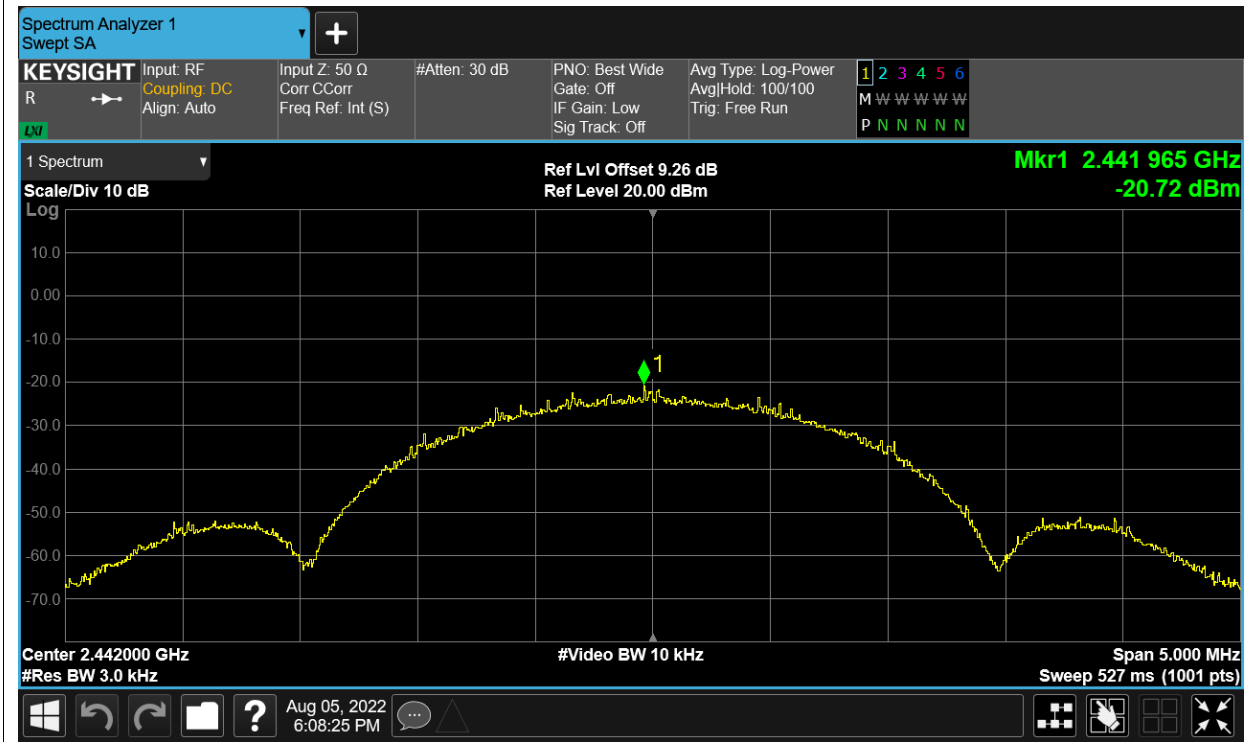 Spectrum Analyzer 1
Swept SA
KEYSIGHT
R
LXI
Input: RF
Coupling: DC
Align: Auto
Input Z: 50 Ω
Corr CCorr
Freq Ref: Int (S)
#Atten: 30 dB
PNO: Best Wide
Gate: Off
IF Gain: Low
Sig Track: Off
Avg Type: Log-Power
Avg|Hold: 100/100
Trig: Free Run
1 2 3 4 5 6
M W W W W W
P N N N N N
1 Spectrum
Scale/Div 10 dB
Ref Lvl Offset 9.26 dB
Ref Level 20.00 dBm
Mkr1 2.441 965 GHz
-20.72 dBm
Log
10.0
0.00
-10.0
-20.0
-30.0
-40.0
-50.0
-60.0
-70.0
1
Center 2.442000 GHz
#Res BW 3.0 kHz
#Video BW 10 kHz
Span 5.000 MHz
Sweep 527 ms (1001 pts)
?
Aug 05, 2022
6:08:25 PM